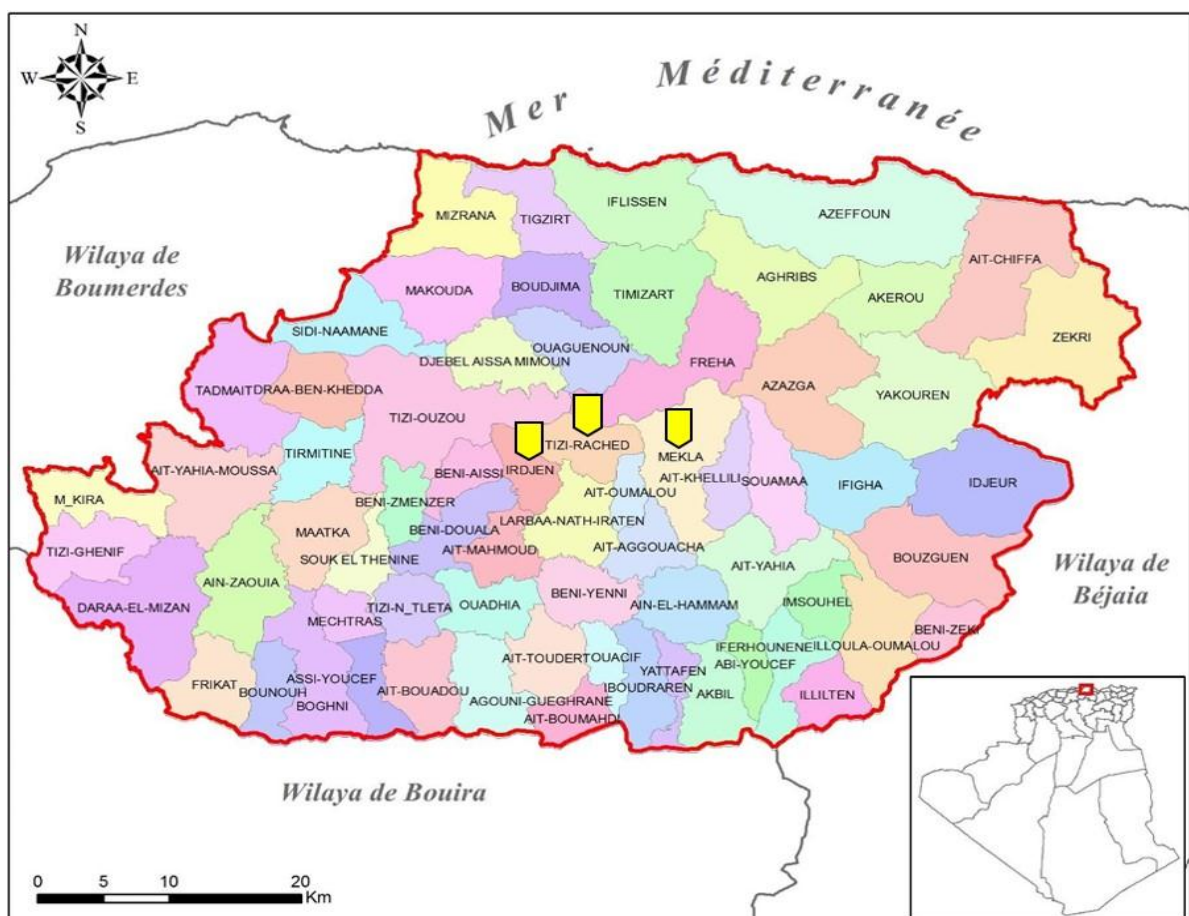 N
W E
S
Mer Méditerranée
Wilaya de
Boumerdes
MIZRANA
TIGZIRT
IFLISSEN
AZEFFOUN
AIT-CHIFFA
MAKOUDA
BOUDJIMA
TIMIZART
AGHRIBS
AKEROU
ZEKRI
SIDI-NAAMANE
DJEBEL AISSA MIMOUN
OUAGUENOUN
FREHA
TADMAIT
DRAA-BEN-KHEDDA
TIZI-OUZOU
AZAZGA
YAKOUREN
TIRMITINE
AIT-YAHIA-MOUSSA
BENI-AISSI
IRDJEN
TIZI-RACHED
MEKLA
AIT-KHELLILI
SOUAMAA
IFIGHA
IDJEUR
M_KIRA
BENI-ZMENZER
AIT-OUMALOU
MAATKA
BENI-DOUALA
LARBAA-NATH-IRATEN
TIZI-GHENIF
SOUK EL THENINE
AIT-MAHMOUD
AIT-AGGOUACHA
BOUZGUEN
AIN-ZAOUIA
AIT-YAHIA
Wilaya de
Béjaia
DARAA-EL-MIZAN
MECHTRAS
TIZI-N_TLETA
OUADHIA
BENI-YENNI
AIN-EL-HAMMAM
IMSOUHEL
BENI-ZEKI
FRIKAT
BOUNOUH
ASSI-YOUCEF
BOGHNI
AIT-BOUADOU
AGOUNI-GUEGHRANE
AIT-TOUDERT
OUACIF
AIT-BOUMAHDI
IBOUDRAREN
YATTAFEN
AKBIL
ABI-YOUCEF
IFERHOUNENE
ILLOULA-OUMALOU
ILLILTEN
Wilaya de Bouira
0 5 10 20
Km